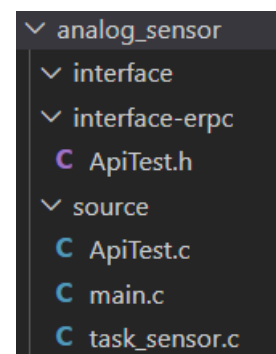 analog_sensor
interface
interface-erpc
C ApiTest.h
source
C ApiTest.c
C main.c
C task_sensor.c